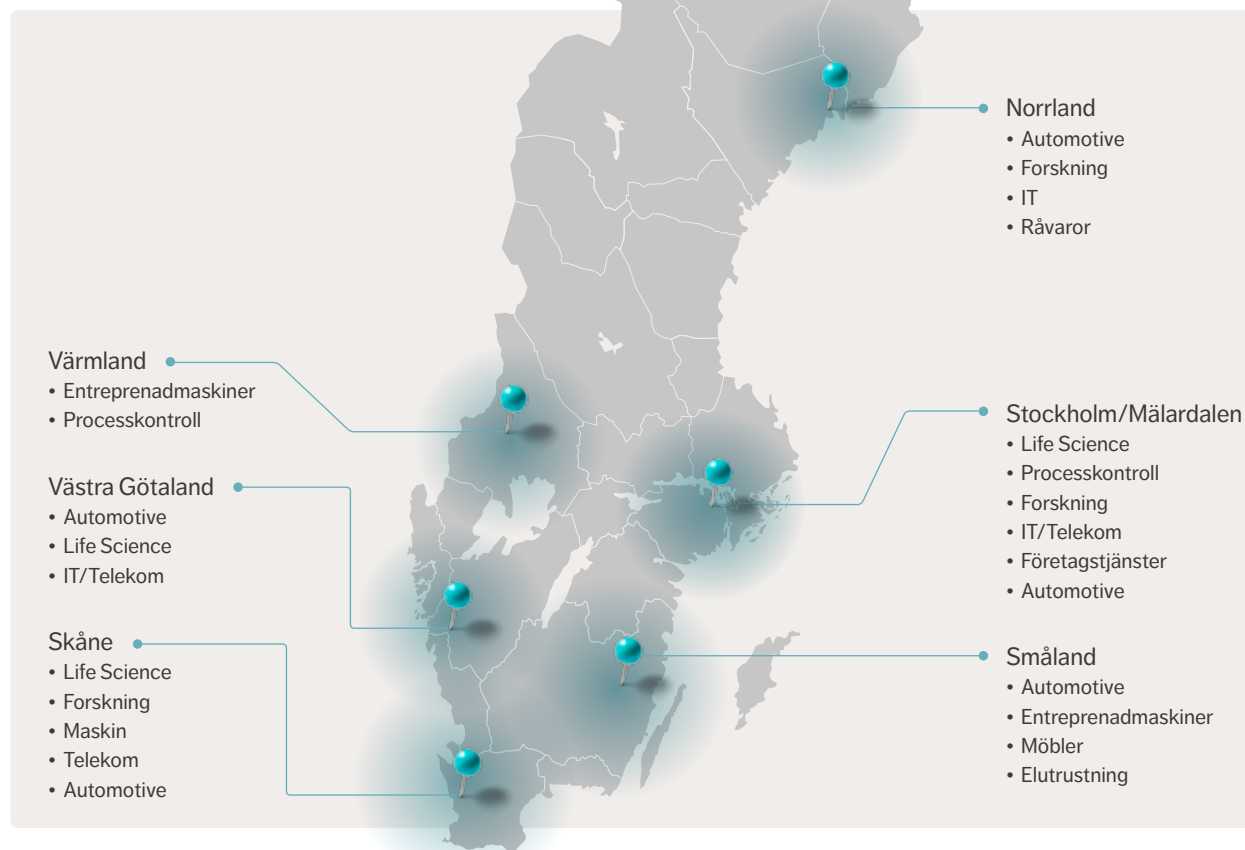 Norrland
• Automotive
• Forskning
• IT
• Råvaror
Värmland
• Entreprenadmaskiner
• Processkontroll
Västra Götaland
• Automotive
• Life Science
• IT/Telekom
Skåne
• Life Science
• Forskning
• Maskin
• Telekom
• Automotive
Stockholm/Mälardalen
• Life Science
• Processkontroll
• Forskning
• IT/Telekom
• Företagstjänster
• Automotive
Småland
• Automotive
• Entreprenadmaskiner
• Möbler
• Elutrustning